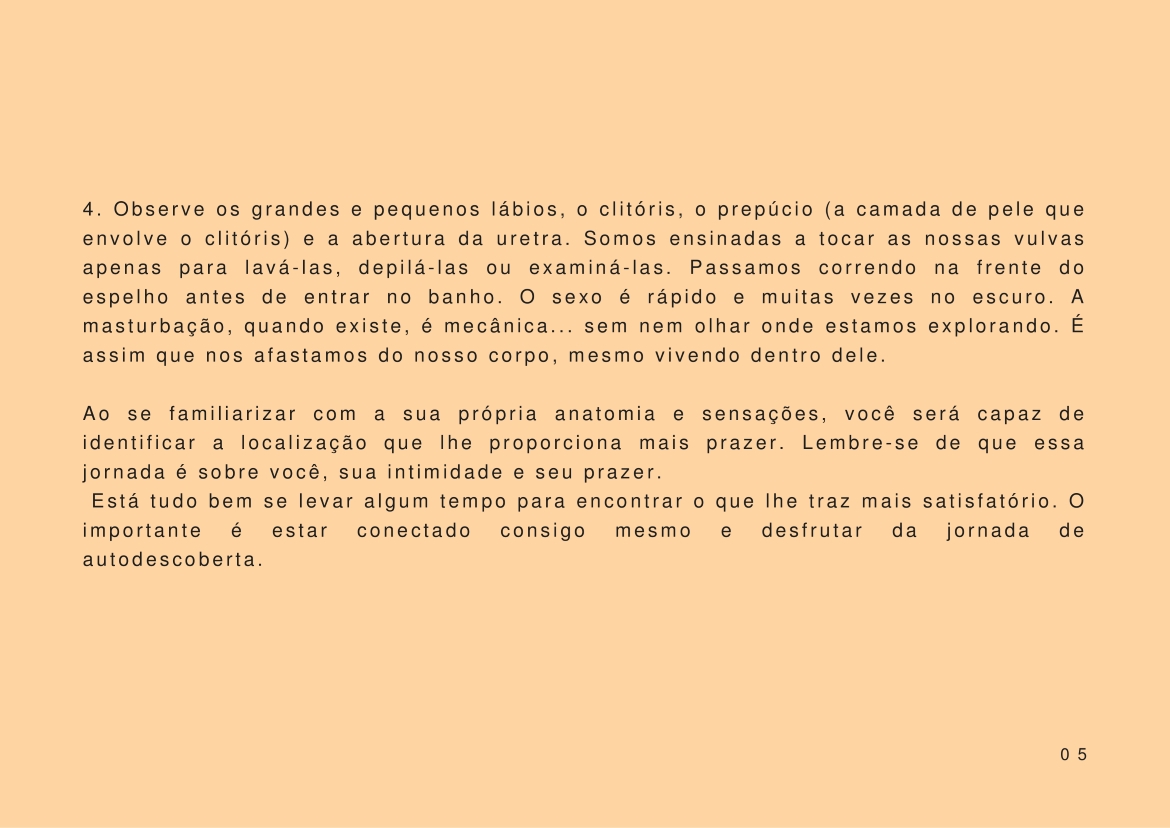 4. Observe os grandes e pequenos lábios, o clitóris, o prepúcio (a camada de pele que
envolve o clitóris) e a abertura da uretra. Somos ensinadas a tocar as nossas vulvas
apenas para lavá-las, depilá-las ou examiná-las. Passamos correndo na frente do
espelho antes de entrar no banho. O sexo é rápido e muitas vezes no escuro. A
masturbação, quando existe, é mecânica... sem nem olhar onde estamos explorando. É
assim que nos afastamos do nosso corpo, mesmo vivendo dentro dele.
Ao se familiarizar com a sua própria anatomia e sensações, você será capaz de
identificar a localização que lhe proporciona mais prazer. Lembre-se de que essa
jornada é sobre você, sua intimidade e seu prazer.
Está tudo bem se levar algum tempo para encontrar o que lhe traz mais satisfatório. O
importante é estar conectado consigo mesmo e desfrutar da jornada de
autodescoberta.
05